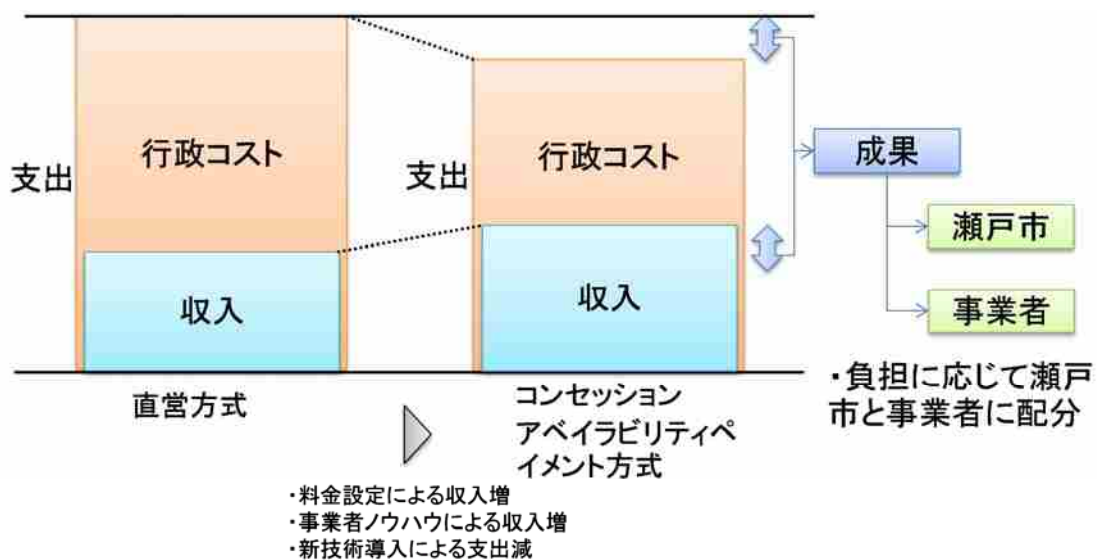 支出
行政コスト
収入
直営方式
支出
行政コスト
収入
コンセッション
アベイラビリティペ
イメント方式
成果
瀬戸市
事業者
・負担に応じて瀬戸
市と事業者に配分
・料金設定による収入増
・事業者ノウハウによる収入増
・新技術導入による支出減